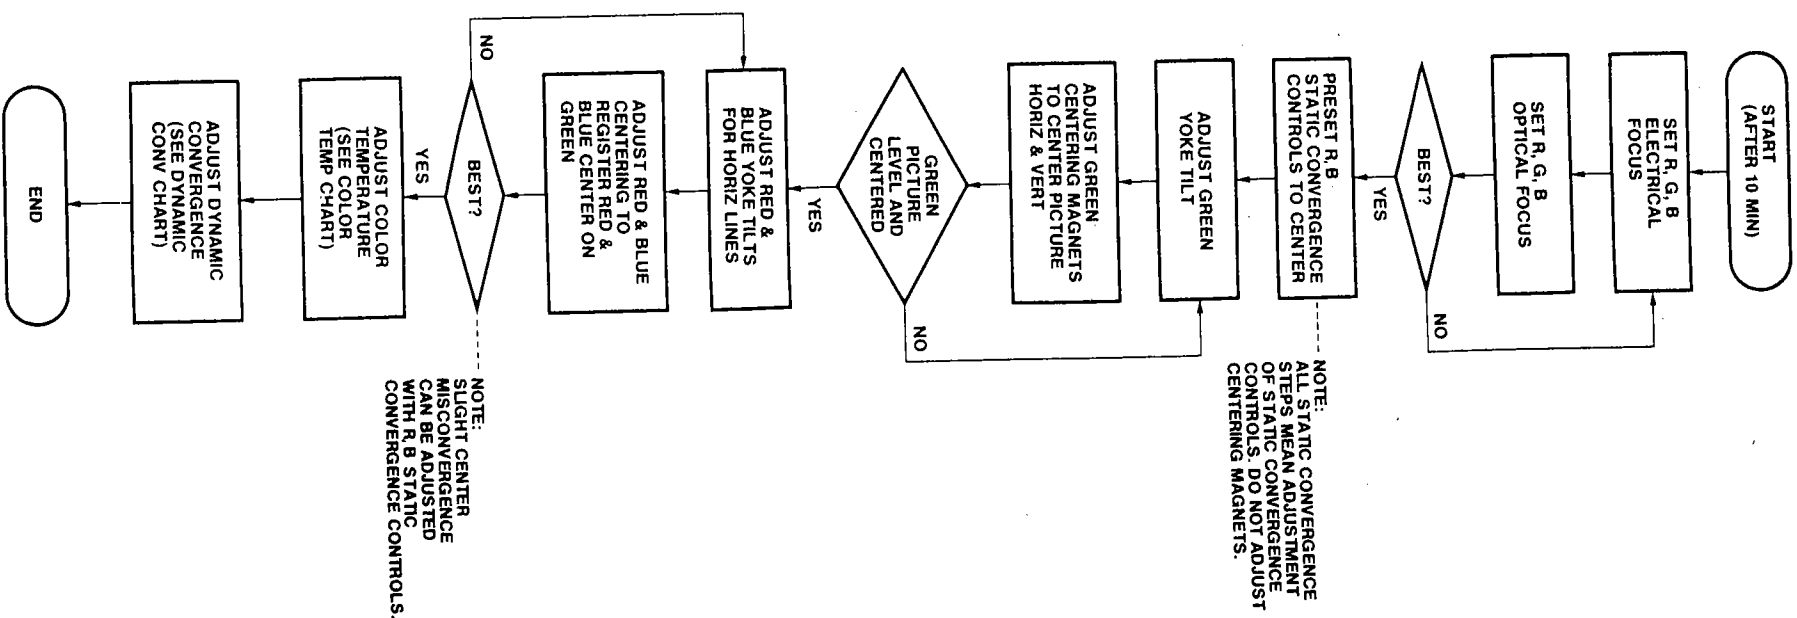 START
(AFTER 10 MIN)
SET R, G, B
ELECTRICAL
FOCUS
SET R, G, B
OPTICAL FOCUS
BEST?
NO
YES
PRESET R, B
STATIC CONVERGENCE
CONTROLS TO CENTER
NOTE:
ALL STATIC CONVERGENCE
STEPS MEAN ADJUSTMENT
OF STATIC CONVERGENCE
CONTROLS. DO NOT ADJUST
CENTERING MAGNETS.
ADJUST GREEN
YOKE TILT
ADJUST GREEN
CENTERING MAGNETS
TO CENTER PICTURE
HORIZ & VERT
GREEN
PICTURE
LEVEL AND
CENTERED
NO
YES
ADJUST RED &
BLUE YOKE TILTS
FOR HORIZ LINES
ADJUST RED & BLUE
CENTERING TO
REGISTER RED &
BLUE CENTER ON
GREEN
NO
BEST?
YES
NOTE:
SLIGHT CENTER
MISCONVERGENCE
CAN BE ADJUSTED
WITH R, B STATIC
CONVERGENCE CONTROLS.
ADJUST COLOR
TEMPERATURE
(SEE COLOR
TEMP CHART)
ADJUST DYNAMIC
CONVERGENCE
(SEE DYNAMIC
CONV CHART)
END